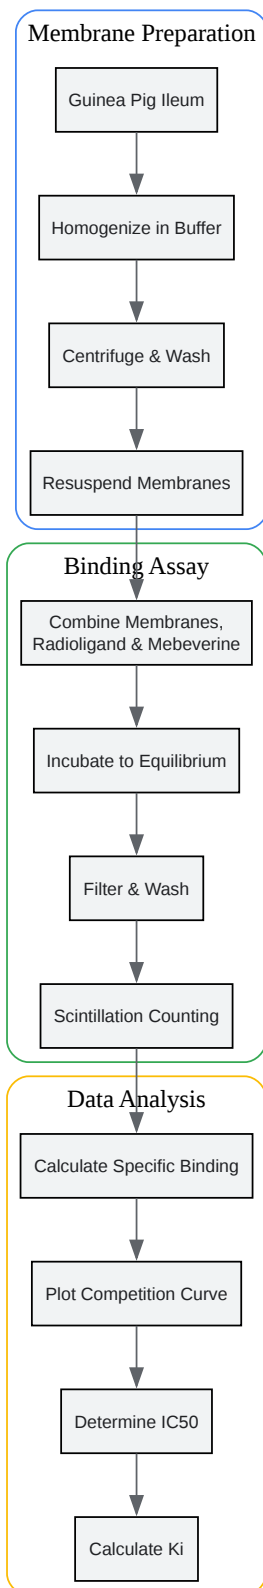 Membrane Preparation
Guinea Pig Ileum
Homogenize in Buffer
Centrifuge & Wash
Resuspend Membranes
Binding Assay
Combine Membranes,
Radioligand & Mebeverine
Incubate to Equilibrium
Filter & Wash
Scintillation Counting
Data Analysis
Calculate Specific Binding
Plot Competition Curve
Determine IC50
Calculate Ki